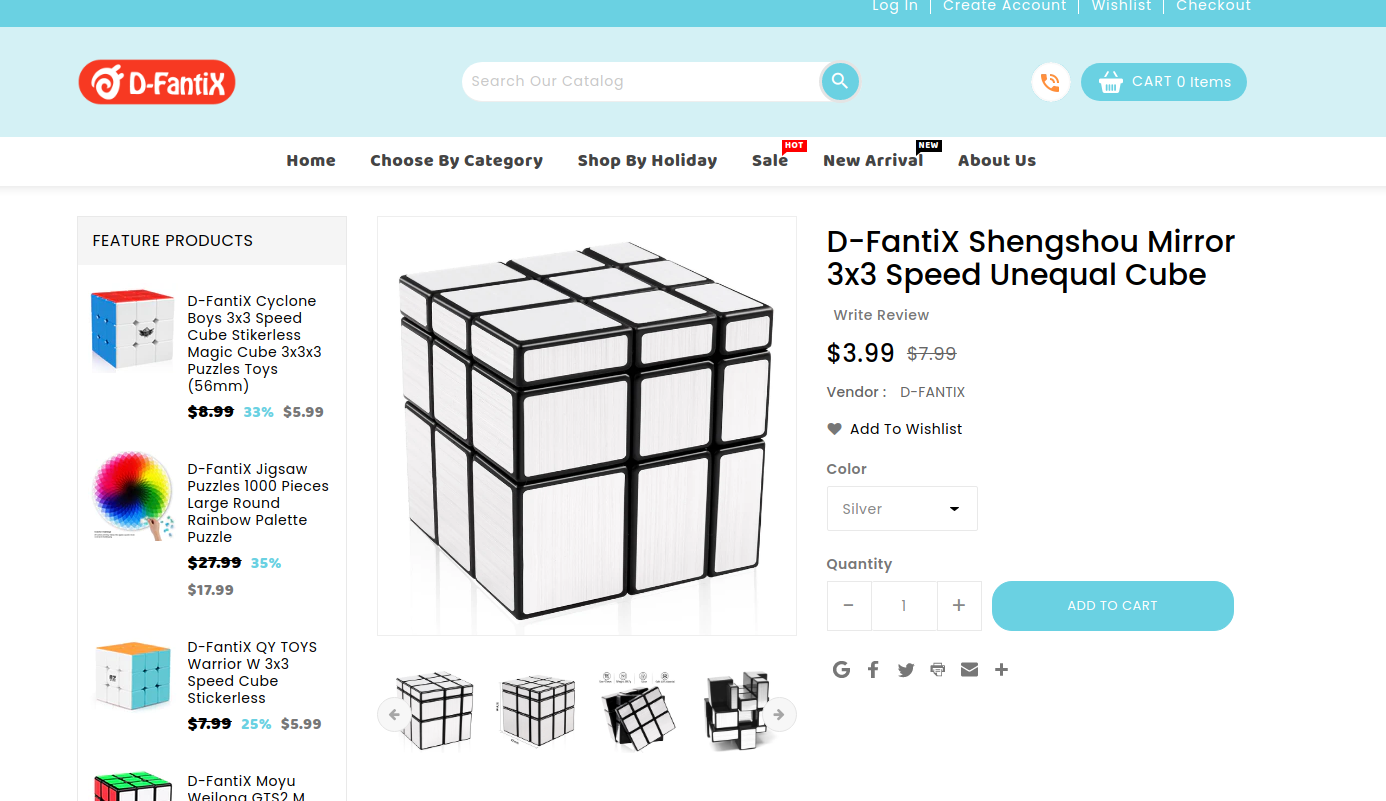 Log In
Create Account
Wishlist
Checkout
D-FantiX
Search Our Catalog
CART 0 Items
Home
Choose By Category
Shop By Holiday
Sale
HOT
New Arrival
NEW
About Us
FEATURE PRODUCTS
D-FantiX Cyclone
Boys 3x3 Speed
Cube Stikerless
Magic Cube 3x3x3
Puzzles Toys
(56mm)
$8.99 33% $5.99
D-FantiX Jigsaw
Puzzles 1000 Pieces
Large Round
Rainbow Palette
Puzzle
$27.99 35%
$17.99
D-FantiX QY TOYS
Warrior W 3x3
Speed Cube
Stickerless
$7.99 25% $5.99
D-FantiX Moyu
Weilong GTS2 M
D-FantiX Shengshou Mirror
3x3 Speed Unequal Cube
Write Review
$3.99 $7.99
Vendor : D-FANTIX
Add To Wishlist
Color
Silver
Quantity
− 1 +
ADD TO CART